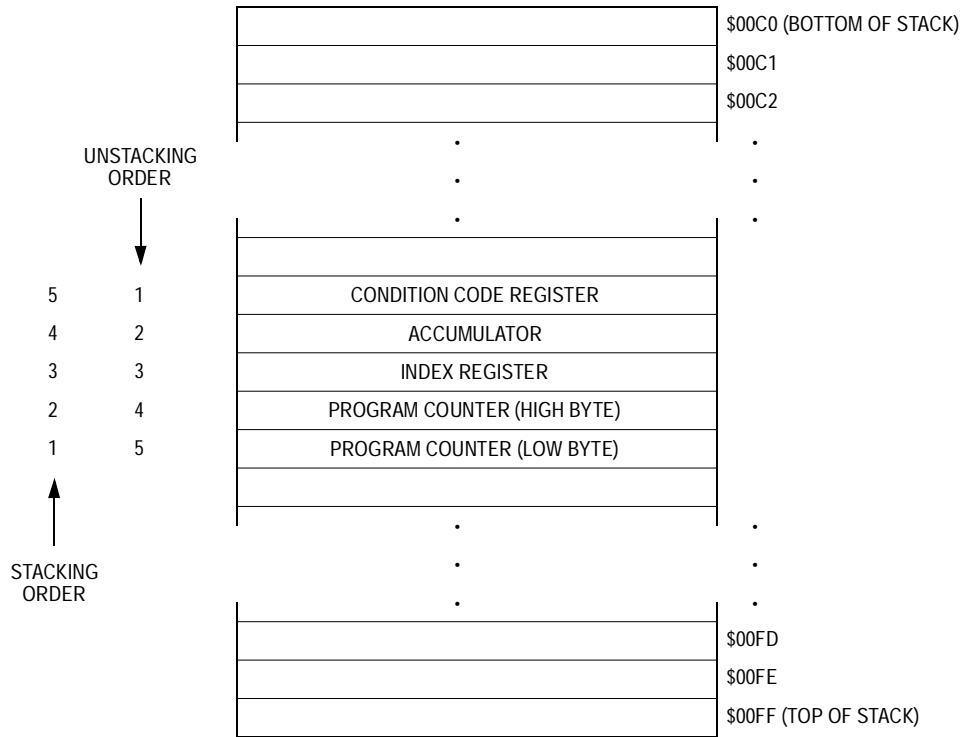 $00C0 (BOTTOM OF STACK)
$00C1
$00C2
UNSTACKING
ORDER
5 1 CONDITION CODE REGISTER
4 2 ACCUMULATOR
3 3 INDEX REGISTER
2 4 PROGRAM COUNTER (HIGH BYTE)
1 5 PROGRAM COUNTER (LOW BYTE)
STACKING
ORDER
$00FD
$00FE
$00FF (TOP OF STACK)